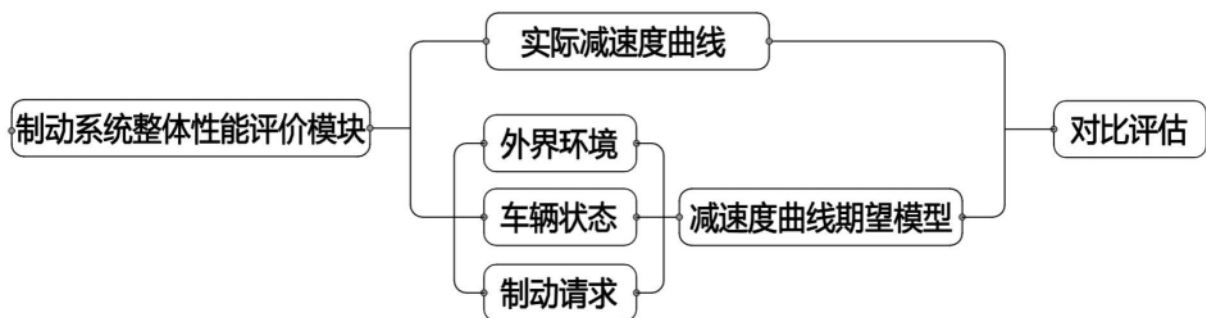 制动系统整体性能评价模块
实际减速度曲线
外界环境
车辆状态
制动请求
减速度曲线期望模型
对比评估